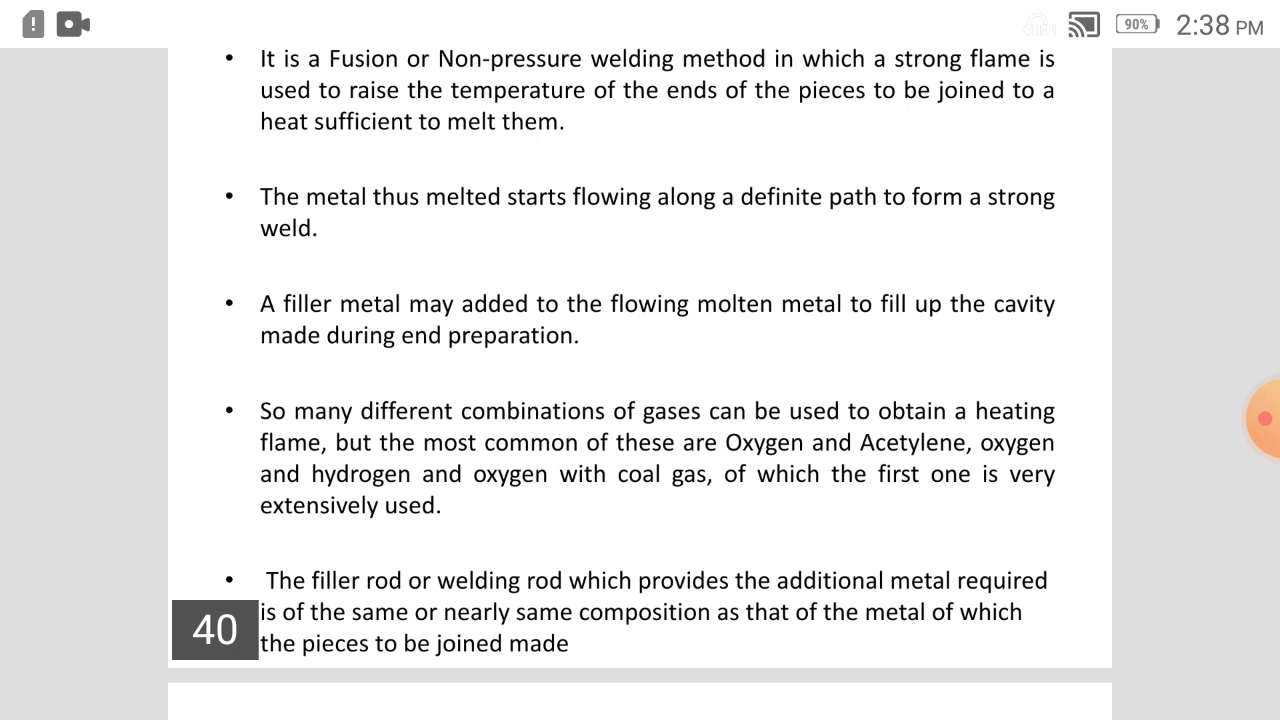 90% 2:38 PM
• It is a Fusion or Non-pressure welding method in which a strong flame is
used to raise the temperature of the ends of the pieces to be joined to a
heat sufficient to melt them.
• The metal thus melted starts flowing along a definite path to form a strong
weld.
• A filler metal may added to the flowing molten metal to fill up the cavity
made during end preparation.
• So many different combinations of gases can be used to obtain a heating
flame, but the most common of these are Oxygen and Acetylene, oxygen
and hydrogen and oxygen with coal gas, of which the first one is very
extensively used.
• The filler rod or welding rod which provides the additional metal required
is of the same or nearly same composition as that of the metal of which
the pieces to be joined made
40